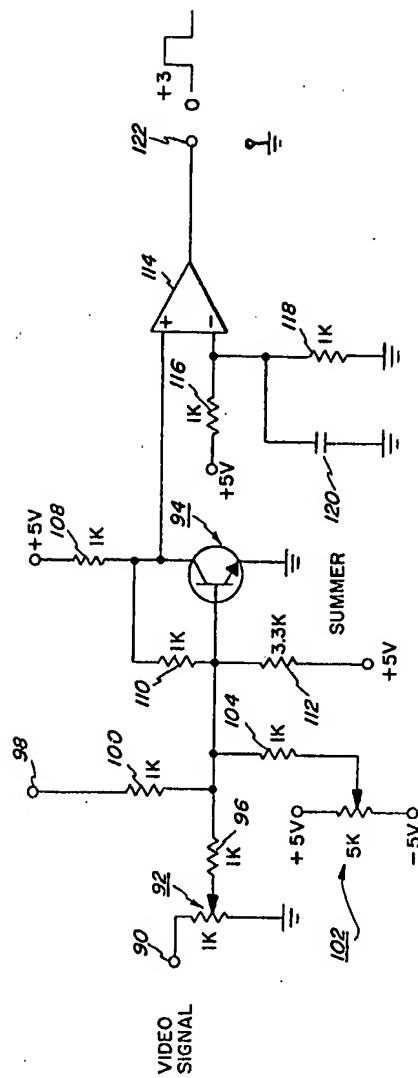 VIDEO
SIGNAL
90
92
1K
96
1K
98
100
1K
102
+5V
5K
-5V
104
1K
110
1K
112
3.3K
+5V
SUMMER
94
+5V
108
1K
116
1K
+5V
120
118
1K
114
+
-
122
+3
0